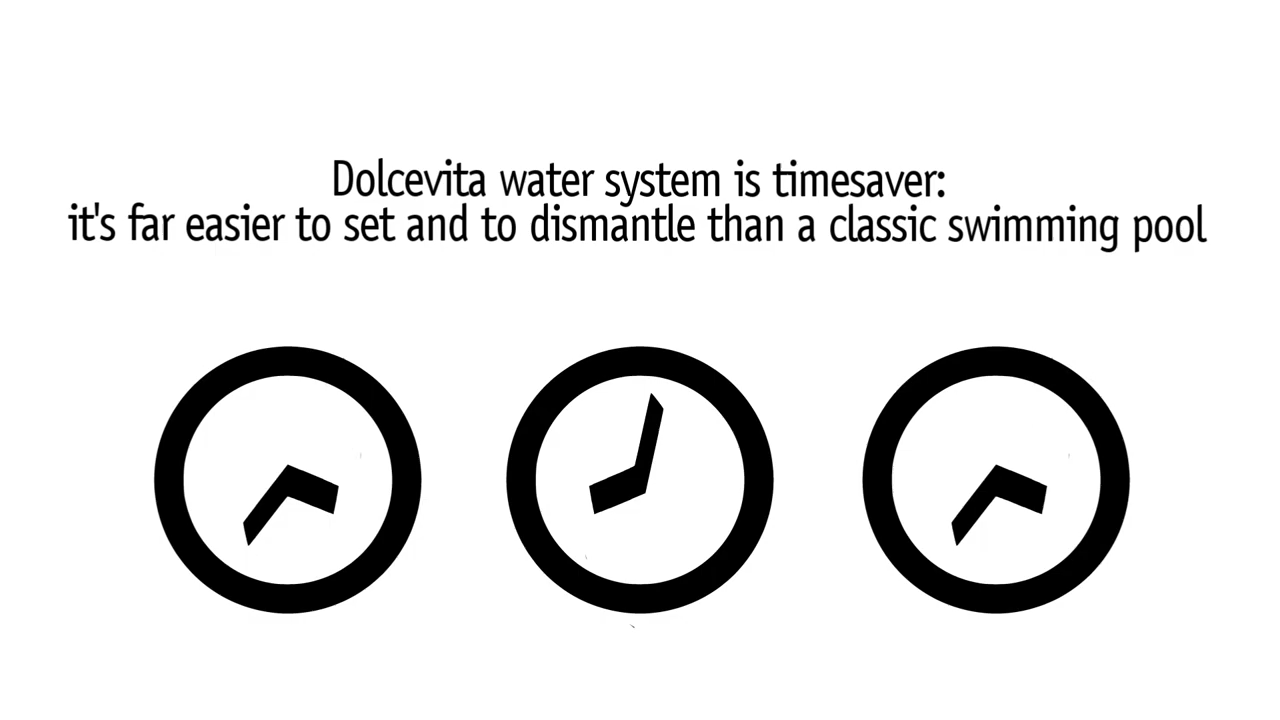 Dolcevita water system is timesaver:
it's far easier to set and to dismantle than a classic swimming pool